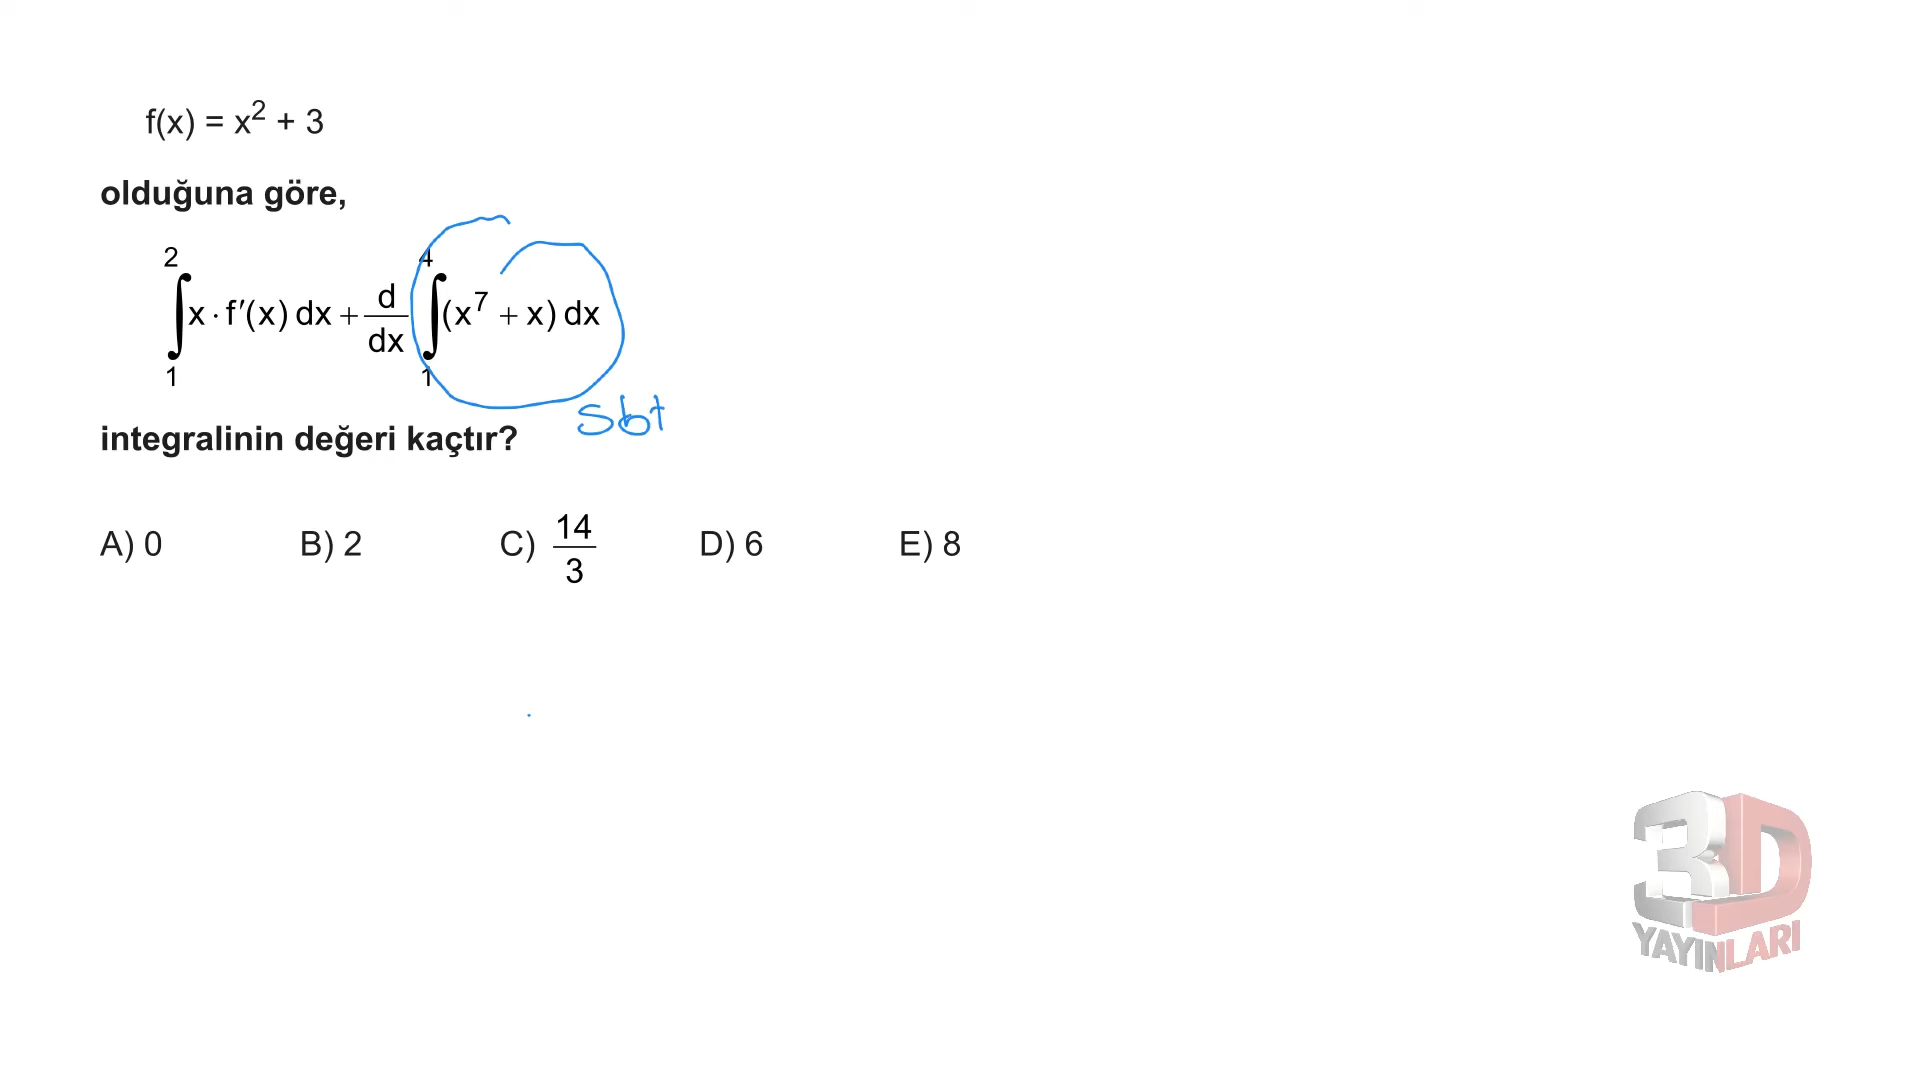 f(x) = x² + 3
olduğuna göre,
∫₁² x · f′(x) dx + d/dx ∫₁⁴ (x⁷ + x) dx
sbt
integralinin değeri kaçtır?
A) 0 B) 2 C) 14/3 D) 6 E) 8
3D
YAYINLARI